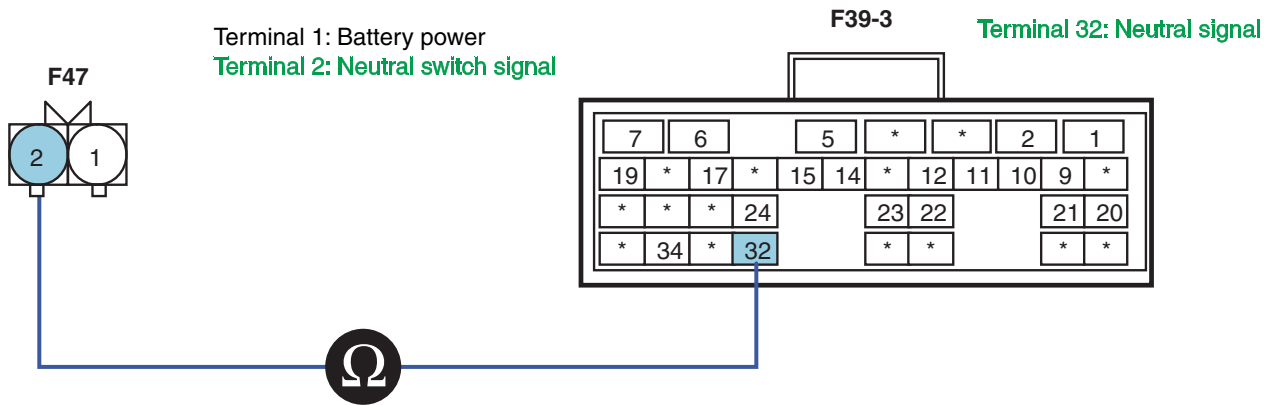 F39-3
Terminal 32: Neutral signal
Terminal 1: Battery power
Terminal 2: Neutral switch signal
F47
2 1
7 6 5 * * 2 1
19 * 17 * 15 14 * 12 11 10 9 *
* * * 24 23 22 21 20
* 34 * 32 * * * *
Ω